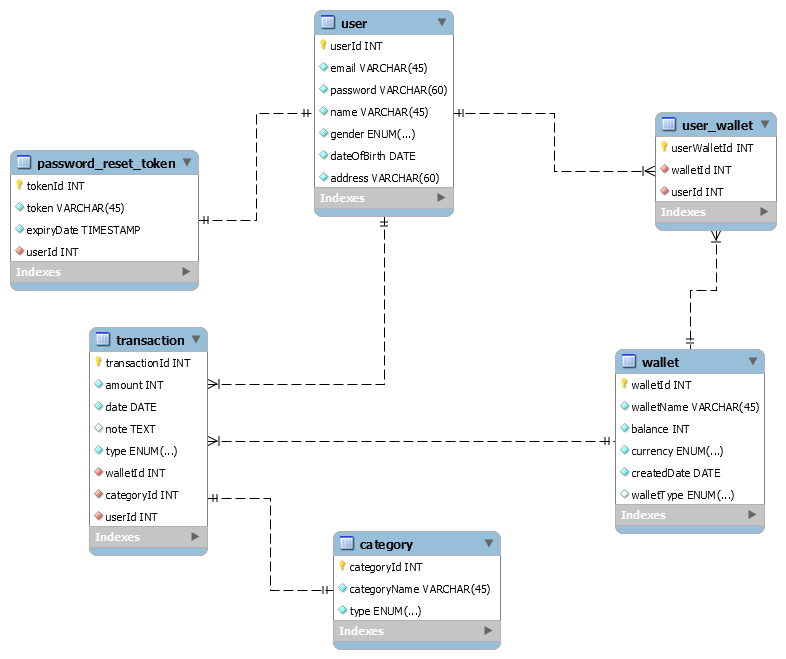 user
userId INT
email VARCHAR(45)
password VARCHAR(60)
name VARCHAR(45)
gender ENUM(...)
dateOfBirth DATE
address VARCHAR(60)
Indexes
user_wallet
userWalletId INT
walletId INT
userId INT
Indexes
password_reset_token
tokenId INT
token VARCHAR(45)
expiryDate TIMESTAMP
userId INT
Indexes
transaction
transactionId INT
amount INT
date DATE
note TEXT
type ENUM(...)
walletId INT
categoryId INT
userId INT
Indexes
wallet
walletId INT
walletName VARCHAR(45)
balance INT
currency ENUM(...)
createdDate DATE
walletType ENUM(...)
Indexes
category
categoryId INT
categoryName VARCHAR(45)
type ENUM(...)
Indexes